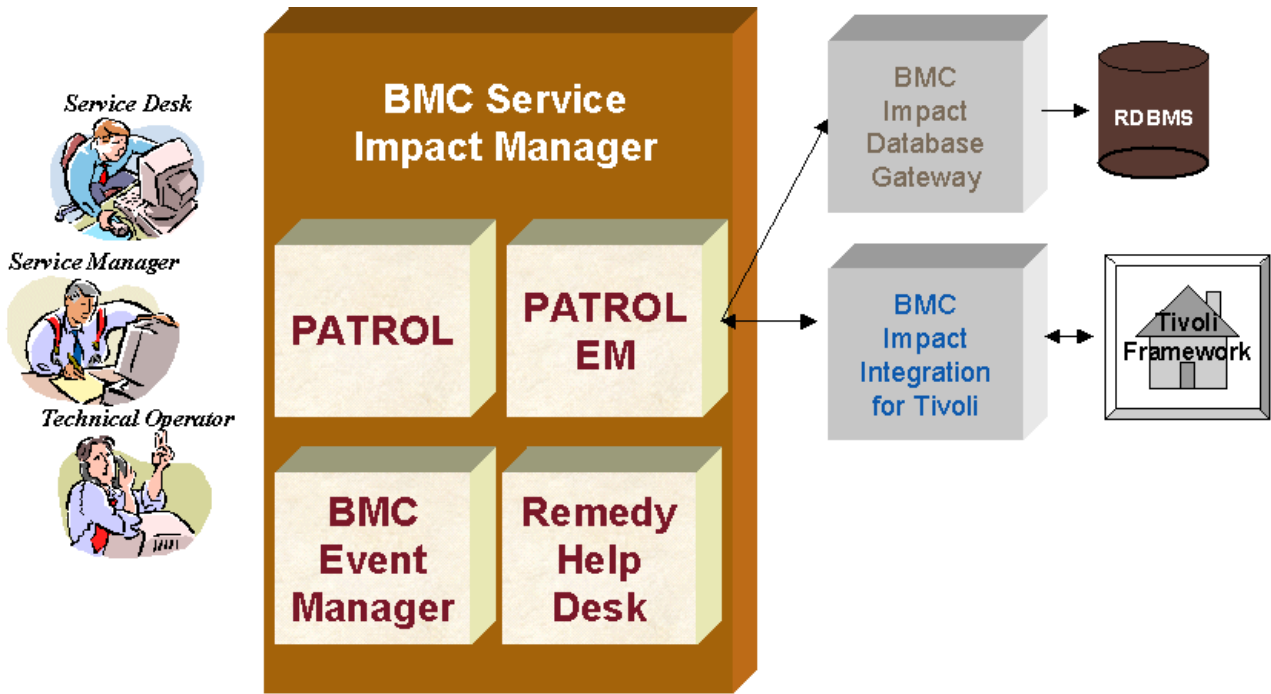 Service Desk
Service Manager
Technical Operator
BMC Service
Impact Manager
PATROL
PATROL
EM
BMC
Event
Manager
Remedy
Help
Desk
BMC
Impact
Database
Gateway
RDBMS
BMC
Impact
Integration
for Tivoli
Tivoli
Framework